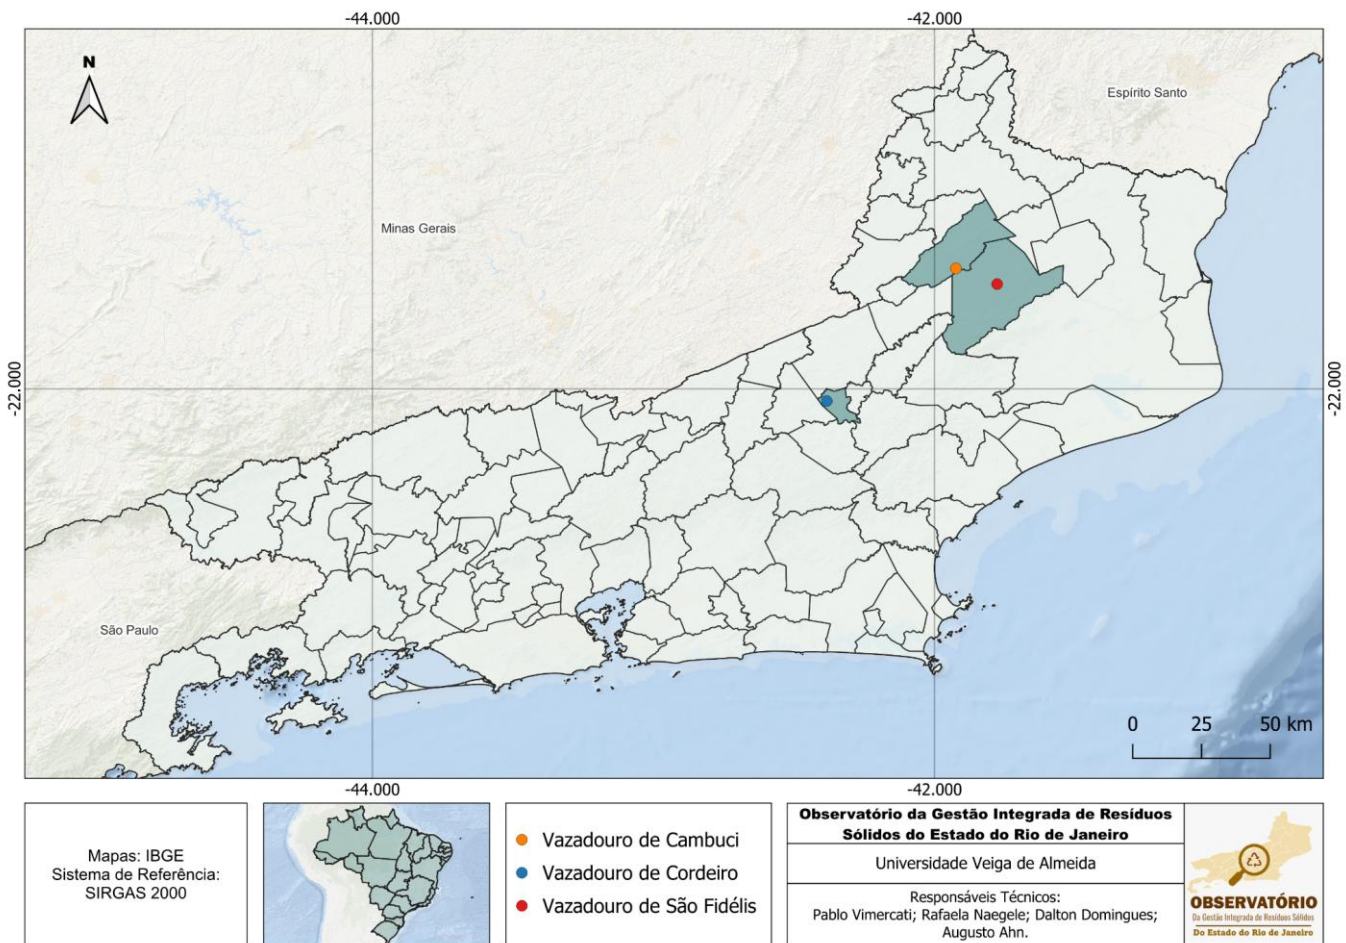 -44.000
-42.000
N
Espírito Santo
Minas Gerais
-22.000
-22.000
São Paulo
0 25 50 km
-44.000
-42.000
Mapas: IBGE
Sistema de Referência:
SIRGAS 2000
Vazadouro de Cambuci
Vazadouro de Cordeiro
Vazadouro de São Fidélis
Observatório da Gestão Integrada de Resíduos
Sólidos do Estado do Rio de Janeiro
Universidade Veiga de Almeida
Responsáveis Técnicos:
Pablo Vimercati; Rafaela Naegele; Dalton Domingues;
Augusto Ahn.
OBSERVATÓRIO
Da Gestão Integrada de Resíduos Sólidos
Do Estado do Rio de Janeiro